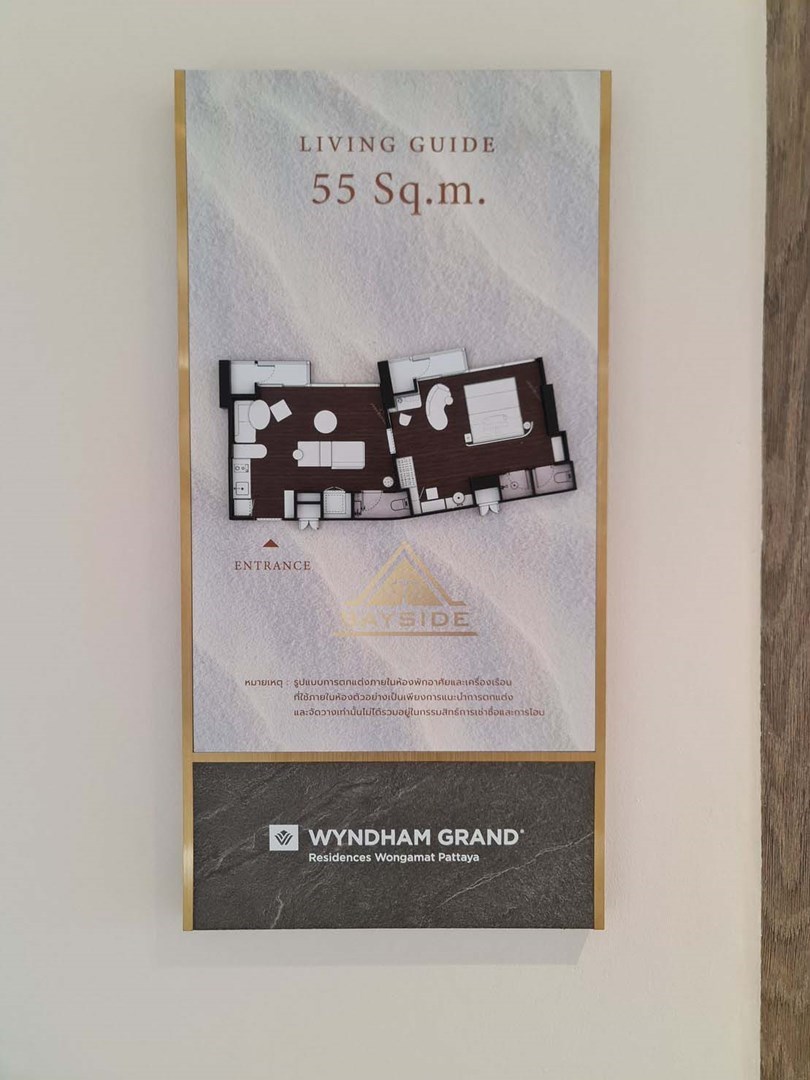 LIVING GUIDE
55 Sq.m.
ENTRANCE
BAYSIDE
หมายเหตุ : รูปแบบการตกแต่งภายในห้องพักอาศัยและเครื่องเรือน
ที่ใช้ภายในห้องตัวอย่างเป็นเพียงการแนะนำการตกแต่ง
และจัดวางเท่านั้นไม่ได้รวมอยู่ในกรรมสิทธ์การเช่าซื้อและการโอน
WYNDHAM GRAND®
Residences Wongamat Pattaya